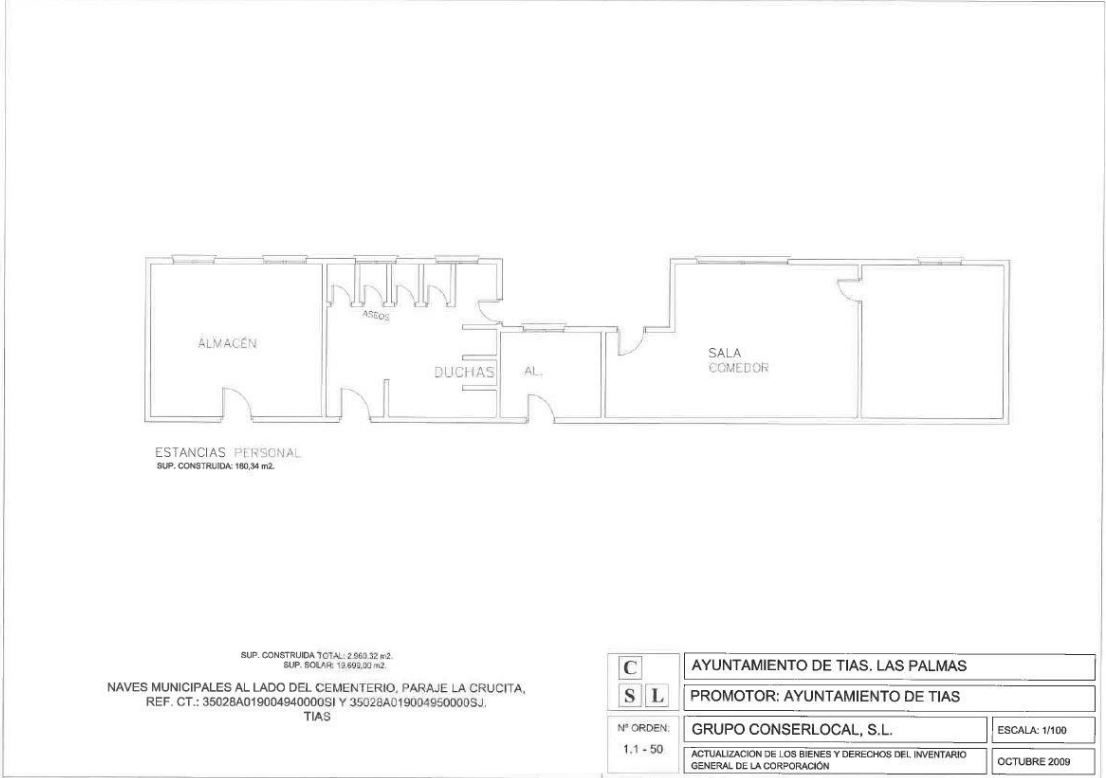 ASEOS
ALMACÉN
DUCHAS
AL.
SALA
COMEDOR
ESTANCIAS PERSONAL
SUP. CONSTRUIDA: 180,34 m2.
SUP. CONSTRUIDA TOTAL: 2.960,32 m2.
SUP. SOLAR: 19.699,00 m2.
NAVES MUNICIPALES AL LADO DEL CEMENTERIO, PARAJE LA CRUCITA,
REF. CT.: 35028A019004940000SI Y 35028A019004950000SJ.
TIAS
C
S L
AYUNTAMIENTO DE TIAS. LAS PALMAS
PROMOTOR: AYUNTAMIENTO DE TIAS
Nº ORDEN:
1.1 - 50
GRUPO CONSERLOCAL, S.L.
ESCALA: 1/100
ACTUALIZACION DE LOS BIENES Y DERECHOS DEL INVENTARIO
GENERAL DE LA CORPORACIÓN
OCTUBRE 2009